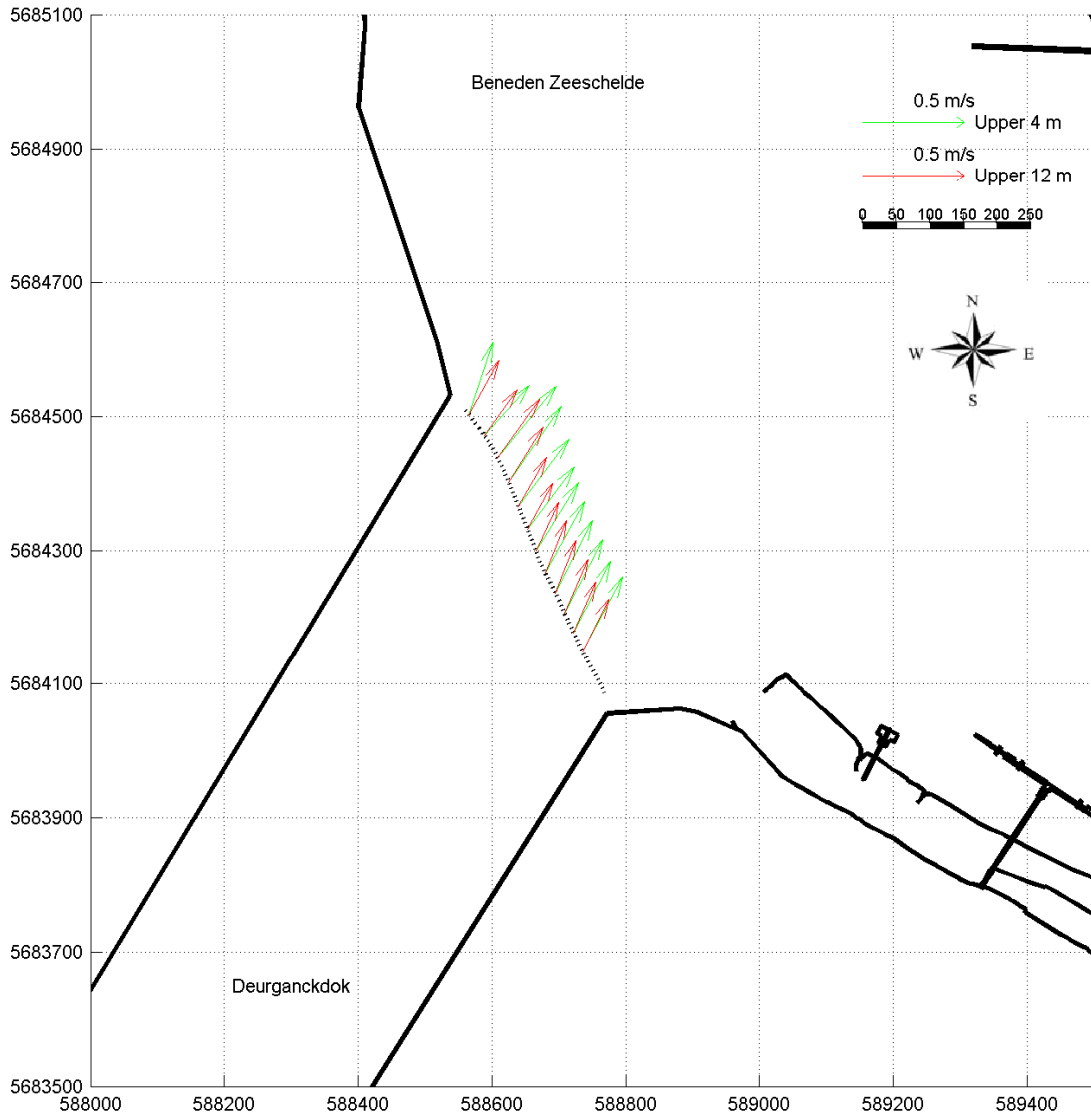 5685100
Beneden Zeeschelde
0.5 m/s
Upper 4 m
5684900
0.5 m/s
Upper 12 m
0 50 100 150 200 250
5684700
N
W E
S
5684500
5684300
5684100
5683900
5683700
Deurganckdok
5683500
588000 588200 588400 588600 588800 589000 589200 589400